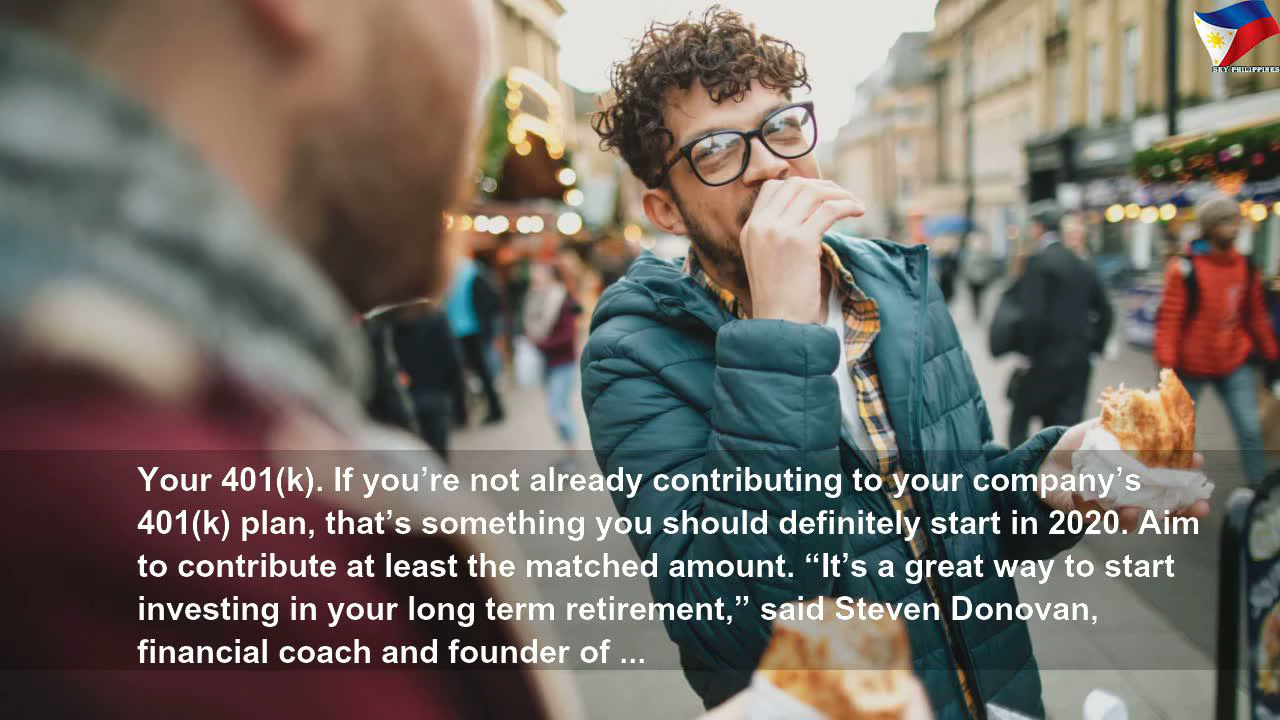 SKY PHILIPPINES
Your 401(k). If you’re not already contributing to your company’s
401(k) plan, that’s something you should definitely start in 2020. Aim
to contribute at least the matched amount. “It’s a great way to start
investing in your long term retirement,” said Steven Donovan,
financial coach and founder of ...